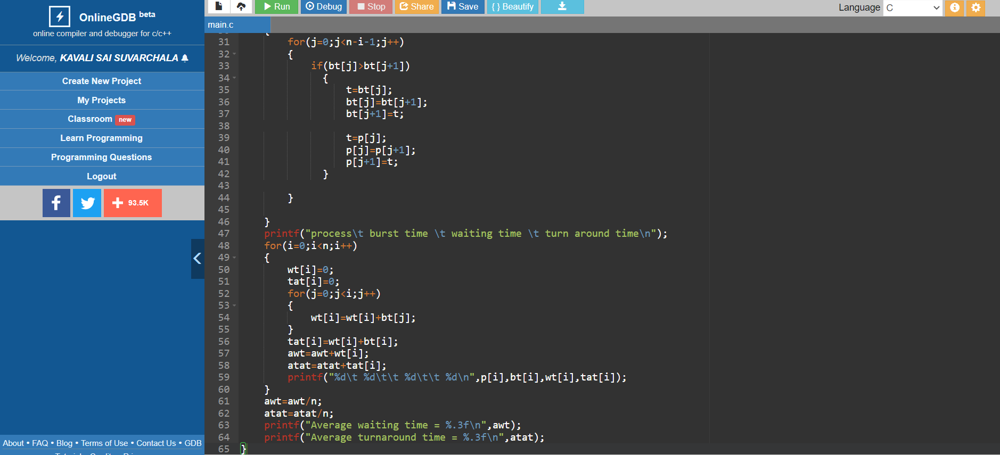 OnlineGDB beta
online compiler and debugger for c/c++
Welcome, KAVALI SAI SUVARCHALA
Create New Project
My Projects
Classroom new
Learn Programming
Programming Questions
Logout
93.5K
About • FAQ • Blog • Terms of Use • Contact Us • GDB
Run Debug Stop Share Save { } Beautify
Language C
main.c
31 for(j=0;j<n-i-1;j++)
32 {
33 if(bt[j]>bt[j+1])
34 {
35 t=bt[j];
36 bt[j]=bt[j+1];
37 bt[j+1]=t;
38
39 t=p[j];
40 p[j]=p[j+1];
41 p[j+1]=t;
42 }
43
44 }
45
46 }
47 printf("process\t burst time \t waiting time \t turn around time\n");
48 for(i=0;i<n;i++)
49 {
50 wt[i]=0;
51 tat[i]=0;
52 for(j=0;j<i;j++)
53 {
54 wt[i]=wt[i]+bt[j];
55 }
56 tat[i]=wt[i]+bt[i];
57 awt=awt+wt[i];
58 atat=atat+tat[i];
59 printf("%d\t %d\t\t %d\t\t %d\n",p[i],bt[i],wt[i],tat[i]);
60 }
61 awt=awt/n;
62 atat=atat/n;
63 printf("Average waiting time = %.3f\n",awt);
64 printf("Average turnaround time = %.3f\n",atat);
65 }